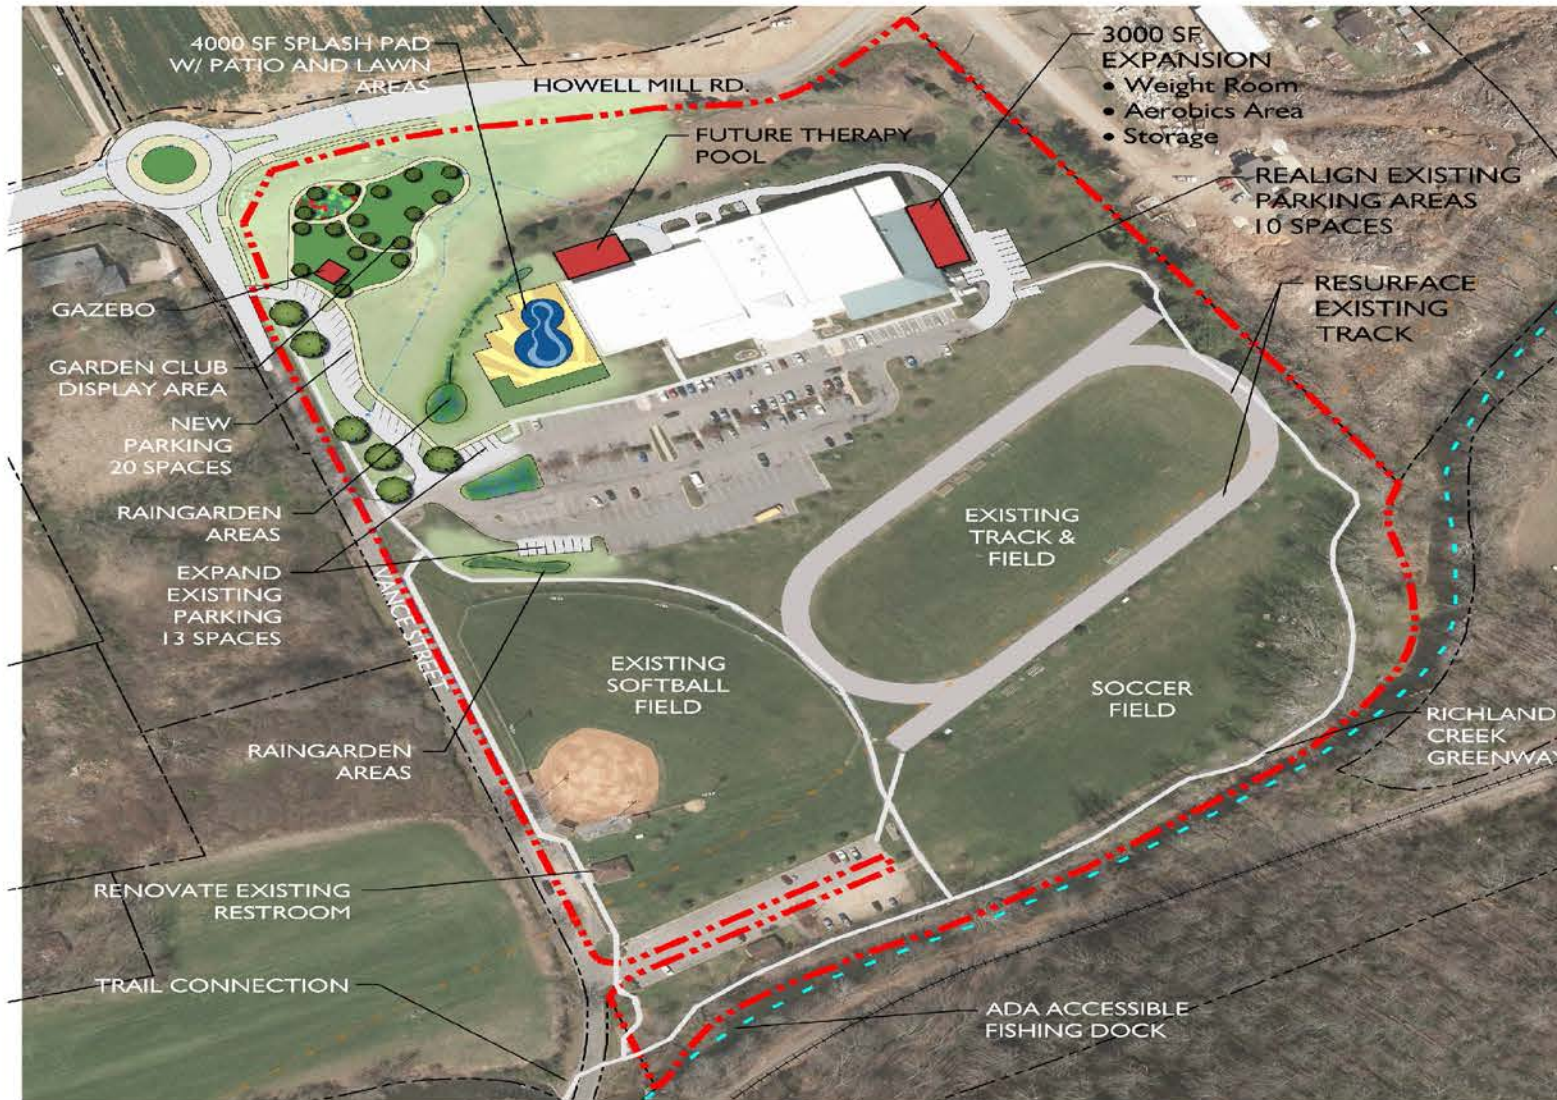 4000 SF SPLASH PAD
W/ PATIO AND LAWN
AREAS
HOWELL MILL RD.
3000 SF
EXPANSION
• Weight Room
• Aerobics Area
• Storage
FUTURE THERAPY
POOL
REALIGN EXISTING
PARKING AREAS
10 SPACES
RESURFACE
EXISTING
TRACK
GAZEBO
GARDEN CLUB
DISPLAY AREA
NEW
PARKING
20 SPACES
RAINGARDEN
AREAS
EXPAND
EXISTING
PARKING
13 SPACES
VANCE STREET
EXISTING
TRACK &
FIELD
EXISTING
SOFTBALL
FIELD
SOCCER
FIELD
RICHLAND
CREEK
GREENWAY
RAINGARDEN
AREAS
RENOVATE EXISTING
RESTROOM
TRAIL CONNECTION
ADA ACCESSIBLE
FISHING DOCK